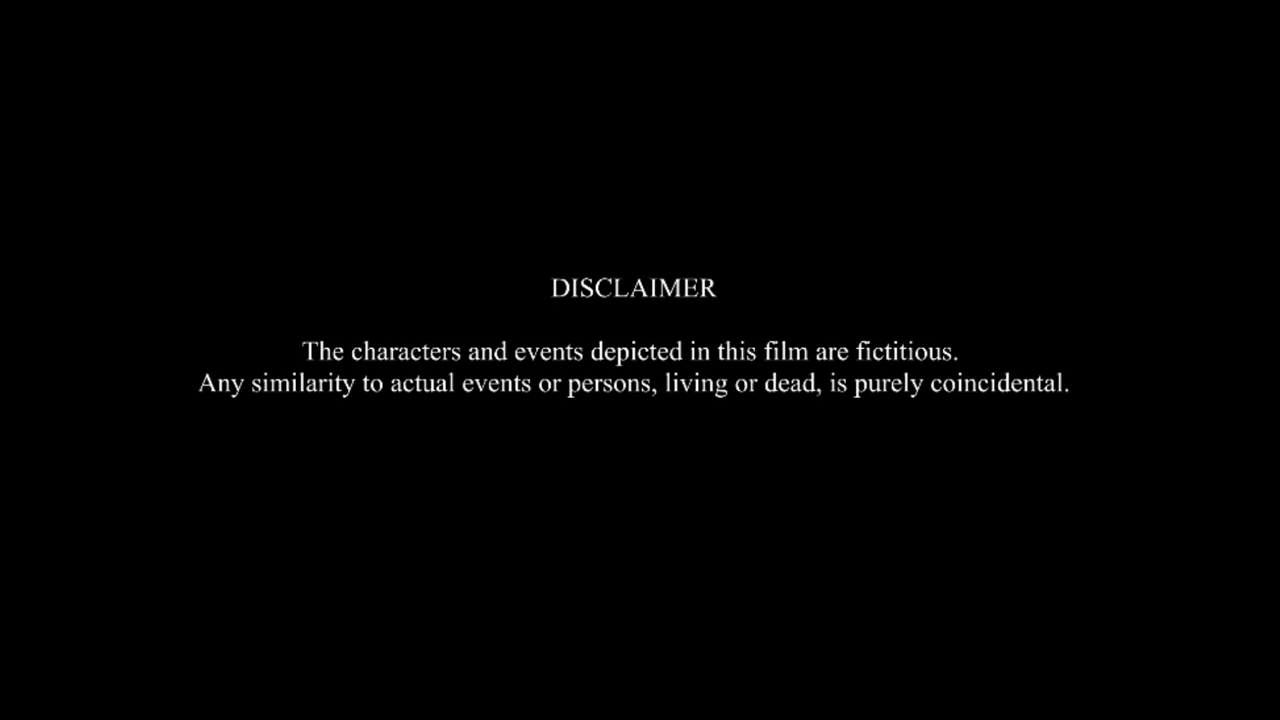 DISCLAIMER
The characters and events depicted in this film are fictitious.
Any similarity to actual events or persons, living or dead, is purely coincidental.